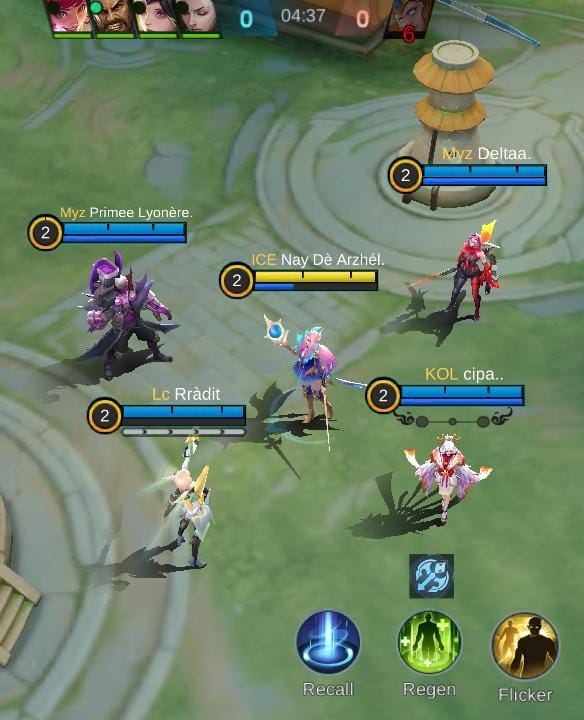 0 04:37 0
6
Myz Deltaa.
2
Myz Primee Lyonère.
2
ICE Nay Dè Arzhél.
2
KOL cipa..
2
Lc Rràdit
2
Recall Regen Flicker